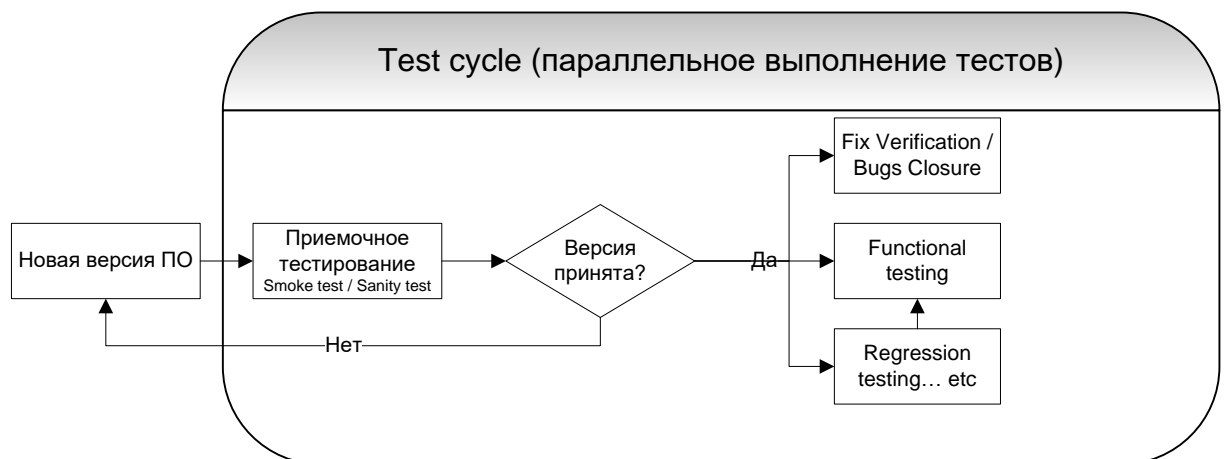 Test cycle (параллельное выполнение тестов)
Fix Verification /
Bugs Closure
Новая версия ПО
Приемочное
тестирование
Smoke test / Sanity test
Версия
принята?
Да
Functional
testing
Нет
Regression
testing... etc